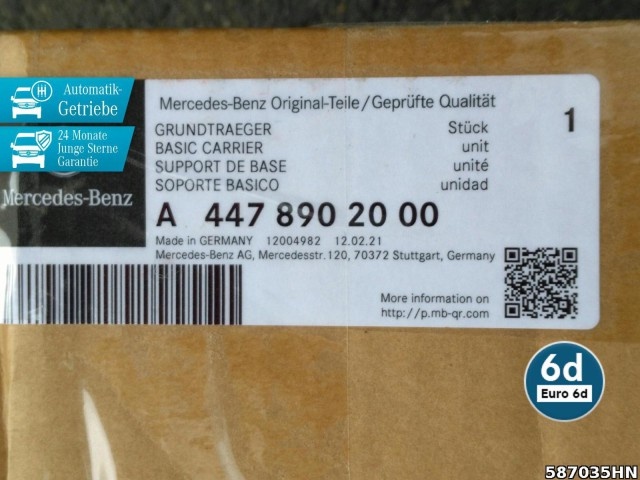 Automatik-
Getriebe
24 Monate
Junge Sterne
Garantie
Mercedes-Benz
Mercedes-Benz Original-Teile/Geprüfte Qualität
1
GRUNDTRAEGER Stück
BASIC CARRIER unit
SUPPORT DE BASE unité
SOPORTE BASICO unidad
A 447 890 20 00
Made in GERMANY 12004982 12.02.21
Mercedes-Benz AG, Mercedesstr. 120, 70372 Stuttgart, Germany
More information on
http://p.mb-qr.com
6d
Euro 6d
587035HN